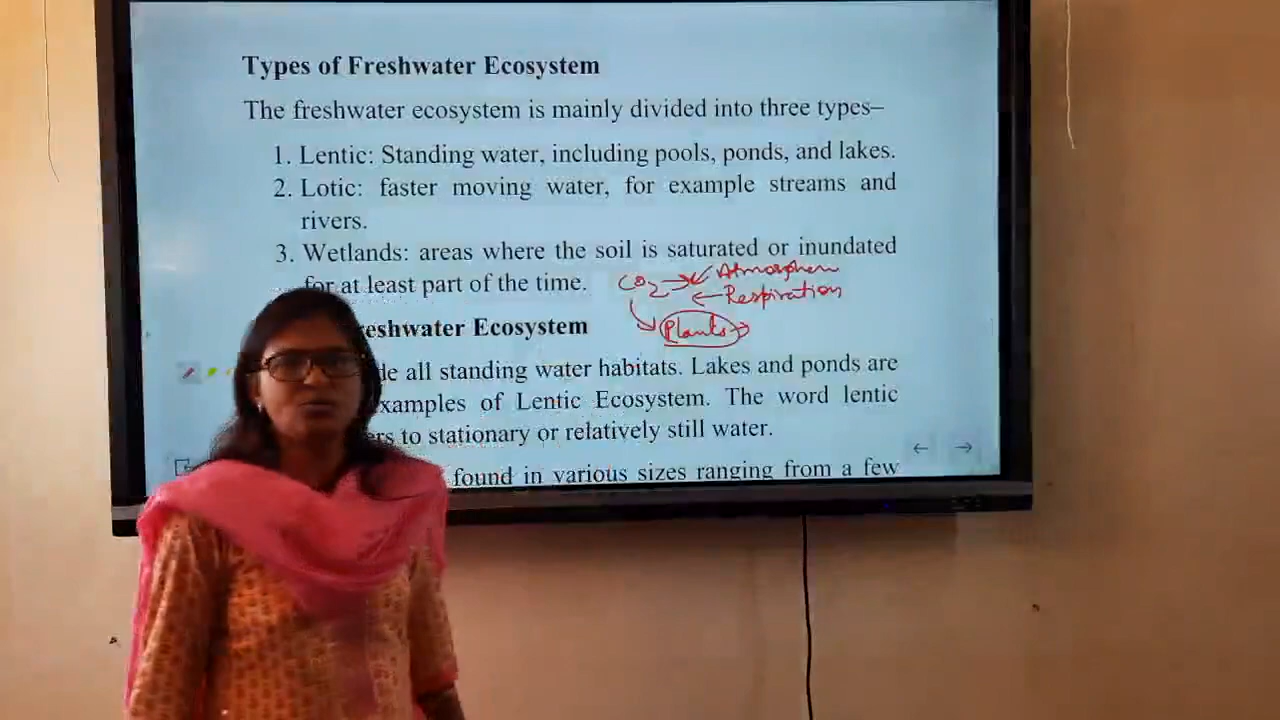 Types of Freshwater Ecosystem
The freshwater ecosystem is mainly divided into three types–
1. Lentic: Standing water, including pools, ponds, and lakes.
2. Lotic: faster moving water, for example streams and
rivers.
3. Wetlands: areas where the soil is saturated or inundated
for at least part of the time.
CO2 → ↙ Atmosphere
← Respiration
Plants
Freshwater Ecosystem
all standing water habitats. Lakes and ponds are
examples of Lentic Ecosystem. The word lentic
to stationary or relatively still water.
found in various sizes ranging from a few